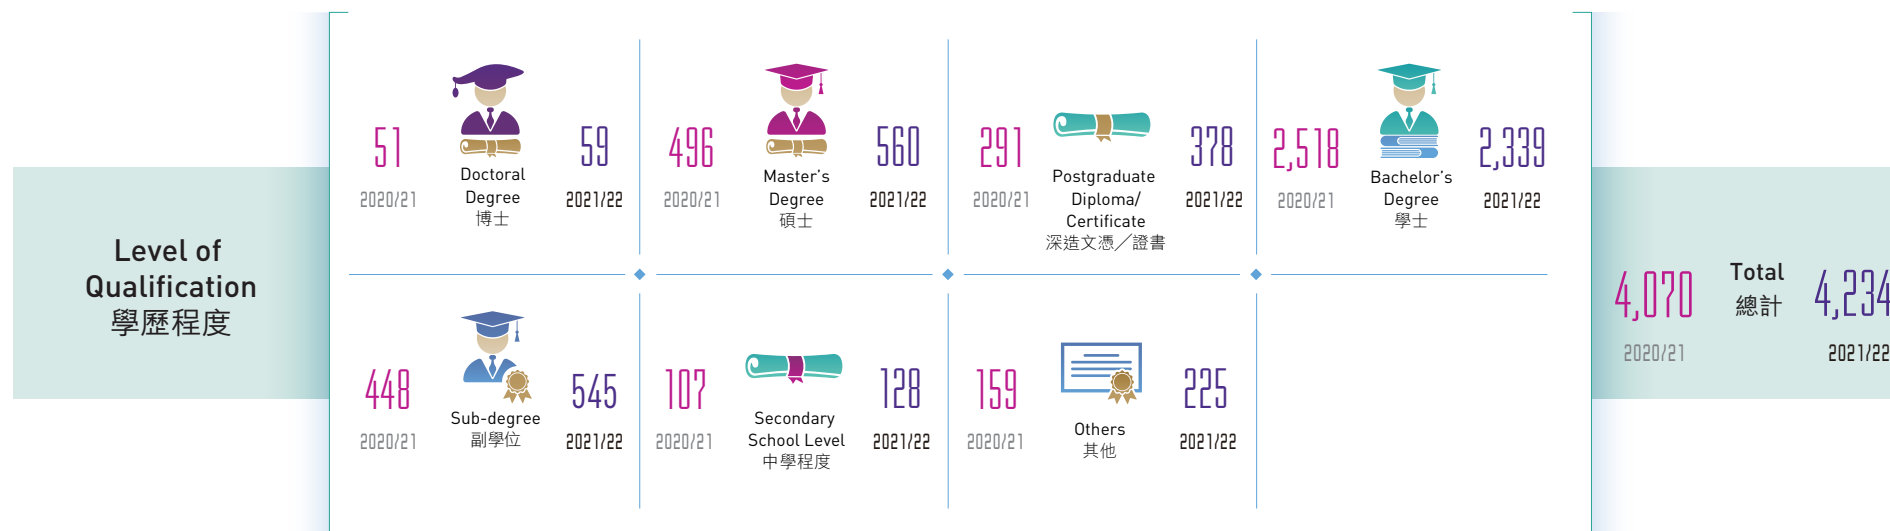 Level of
Qualification
學歷程度
51
2020/21
Doctoral
Degree
博士
59
2021/22
496
2020/21
Master's
Degree
碩士
560
2021/22
291
2020/21
Postgraduate
Diploma/
Certificate
深造文憑／證書
378
2021/22
2,518
2020/21
Bachelor's
Degree
學士
2,339
2021/22
448
2020/21
Sub-degree
副學位
545
2021/22
107
2020/21
Secondary
School Level
中學程度
128
2021/22
159
2020/21
Others
其他
225
2021/22
4,070
2020/21
Total
總計
4,234
2021/22